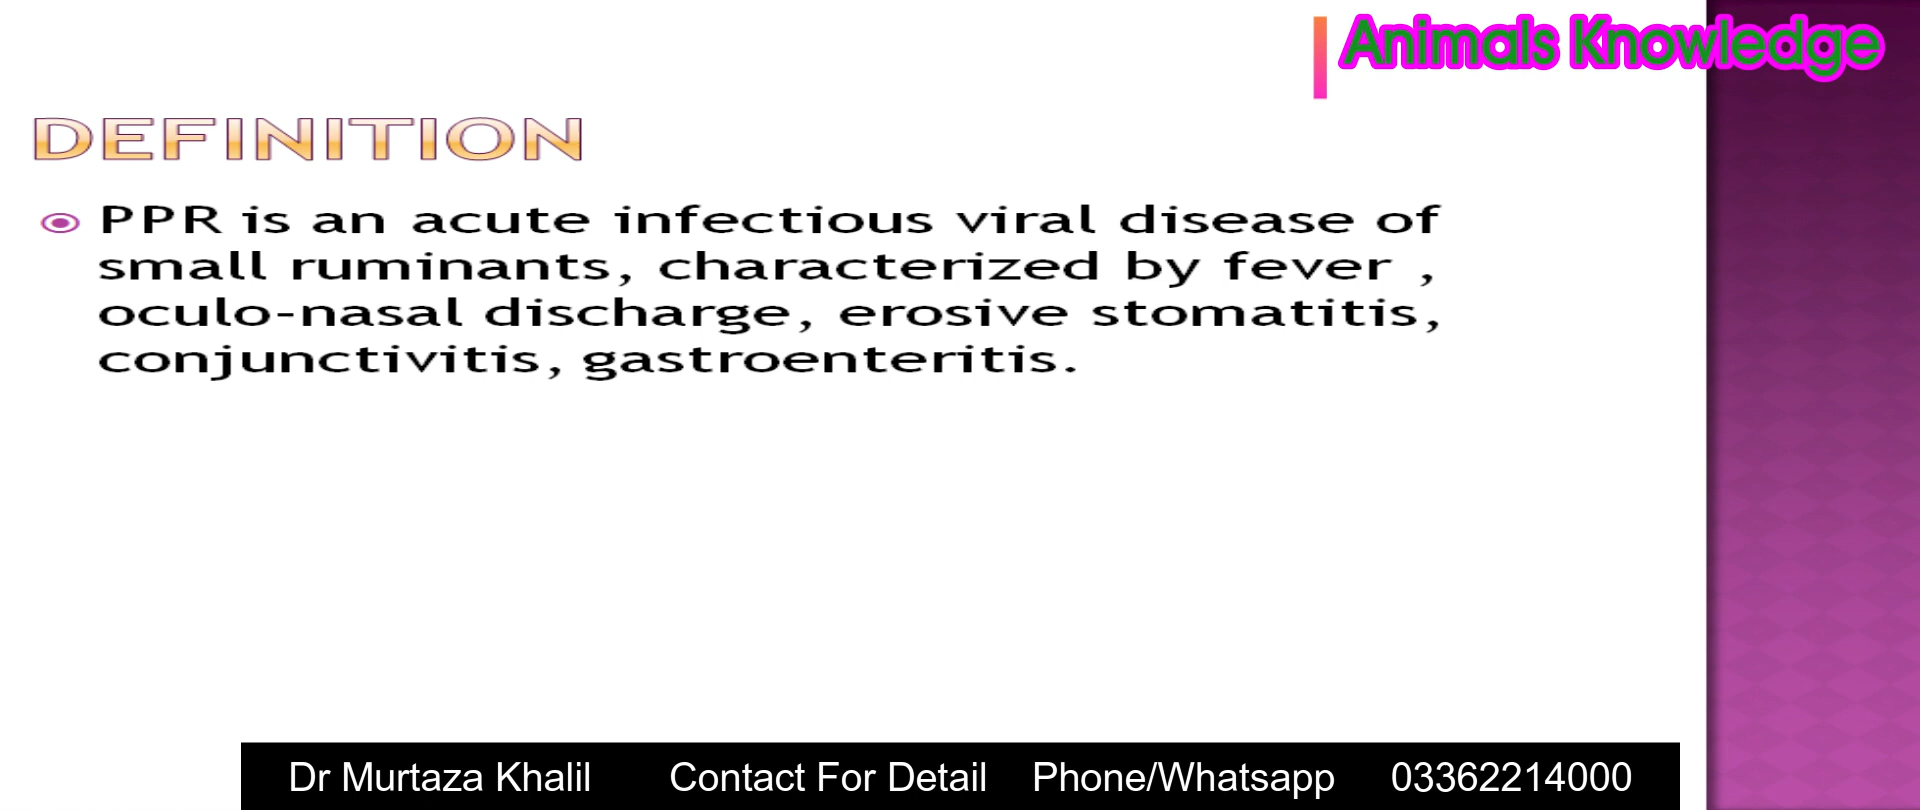 Animals Knowledge
DEFINITION
PPR is an acute infectious viral disease of
small ruminants, characterized by fever ,
oculo-nasal discharge, erosive stomatitis,
conjunctivitis, gastroenteritis.
Dr Murtaza Khalil Contact For Detail Phone/Whatsapp 03362214000